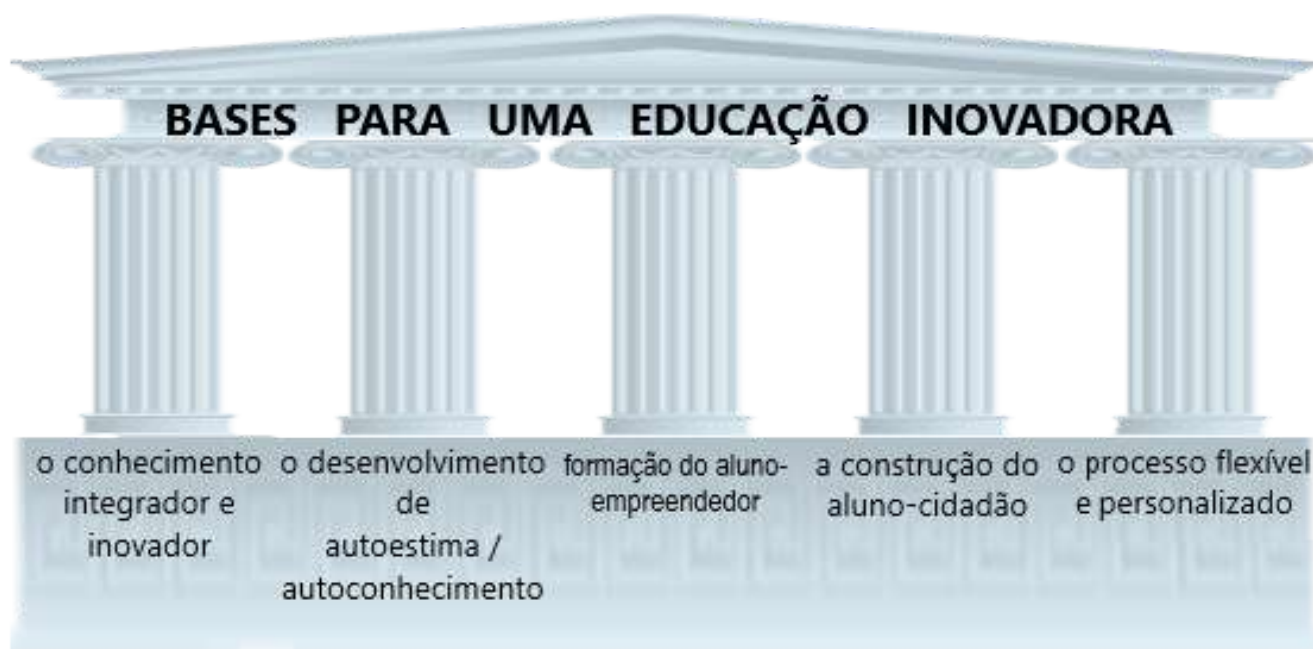 BASES PARA UMA EDUCAÇÃO INOVADORA
o conhecimento
integrador e
inovador
o desenvolvimento
de
autoestima /
autoconhecimento
formação do aluno-
empreendedor
a construção do
aluno-cidadão
o processo flexível
e personalizado